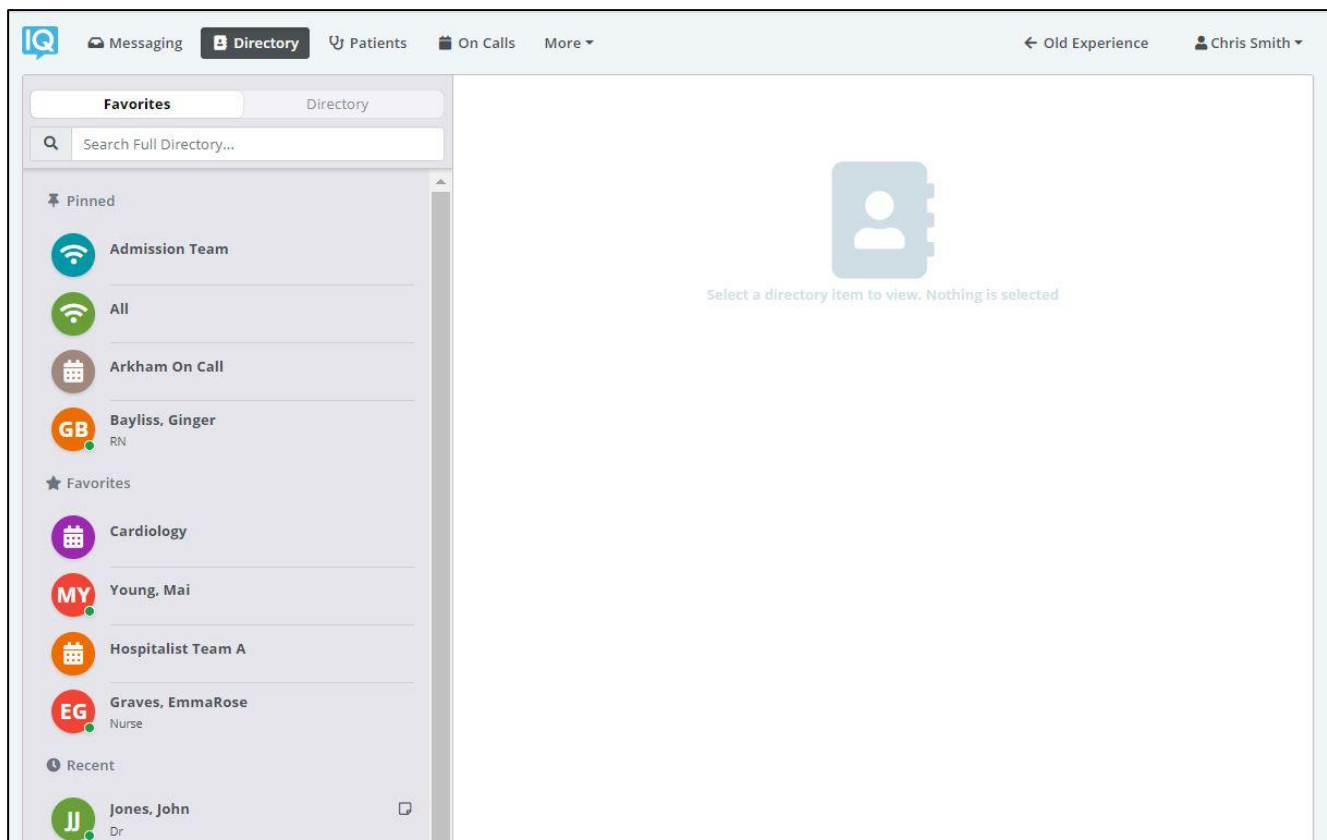 IQ Messaging Directory Patients On Calls More Old Experience Chris Smith
Favorites Directory
Search Full Directory...
Pinned
Admission Team
All
Arkham On Call
GB Bayliss, Ginger
RN
Favorites
Cardiology
MY Young, Mai
Hospitalist Team A
EG Graves, EmmaRose
Nurse
Recent
JJ Jones, John
Dr
Select a directory item to view. Nothing is selected